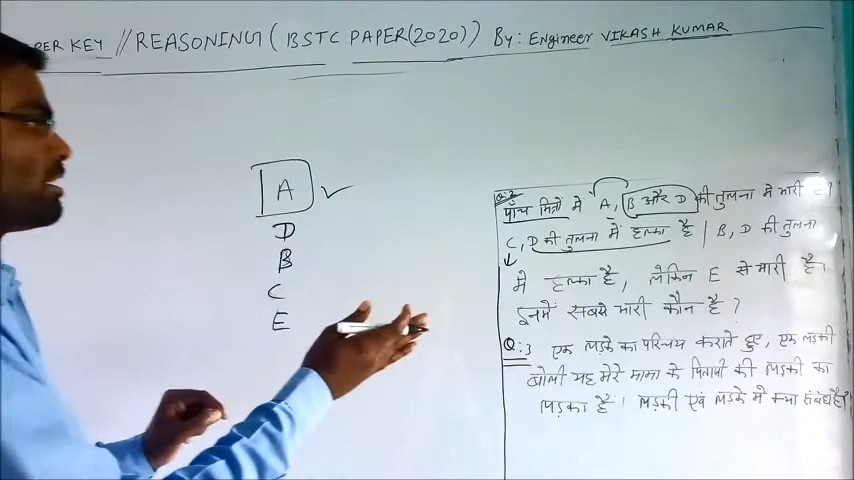 PER KEY // REASONING ( BSTC PAPER(2020) ) By: Engineer VIKASH KUMAR
A
D
B
C
E
Q:2
पाँच मित्रो मे A, B और D की तुलना मे भारी है।
C, D की तुलना में हल्का है | B, D की तुलना
मे हल्का है, लेकिन E से भारी है।
इनमें सबसे भारी कौन है ?
Q:3 एक लड़के का परिचय कराते हुए, एक लड़की
बोली यह मेरे मामा के पिताजी की लड़की का
लड़का है। लड़की एवं लड़के मे क्या संबंध है?